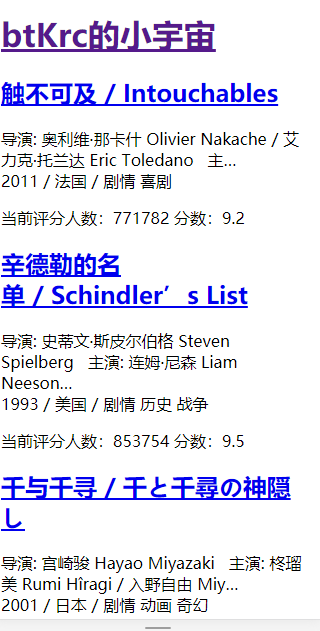 btKrc的小宇宙
触不可及 / Intouchables
导演: 奥利维·那卡什 Olivier Nakache / 艾
力克·托兰达 Eric Toledano   主...
2011 / 法国 / 剧情 喜剧
当前评分人数：771782 分数：9.2
辛德勒的名
单 / Schindler’s List
导演: 史蒂文·斯皮尔伯格 Steven
Spielberg   主演: 连姆·尼森 Liam
Neeson...
1993 / 美国 / 剧情 历史 战争
当前评分人数：853754 分数：9.5
千与千寻 / 千と千尋の神隠
し
导演: 宫崎骏 Hayao Miyazaki   主演: 柊瑠
美 Rumi Hîragi / 入野自由 Miy...
2001 / 日本 / 剧情 动画 奇幻